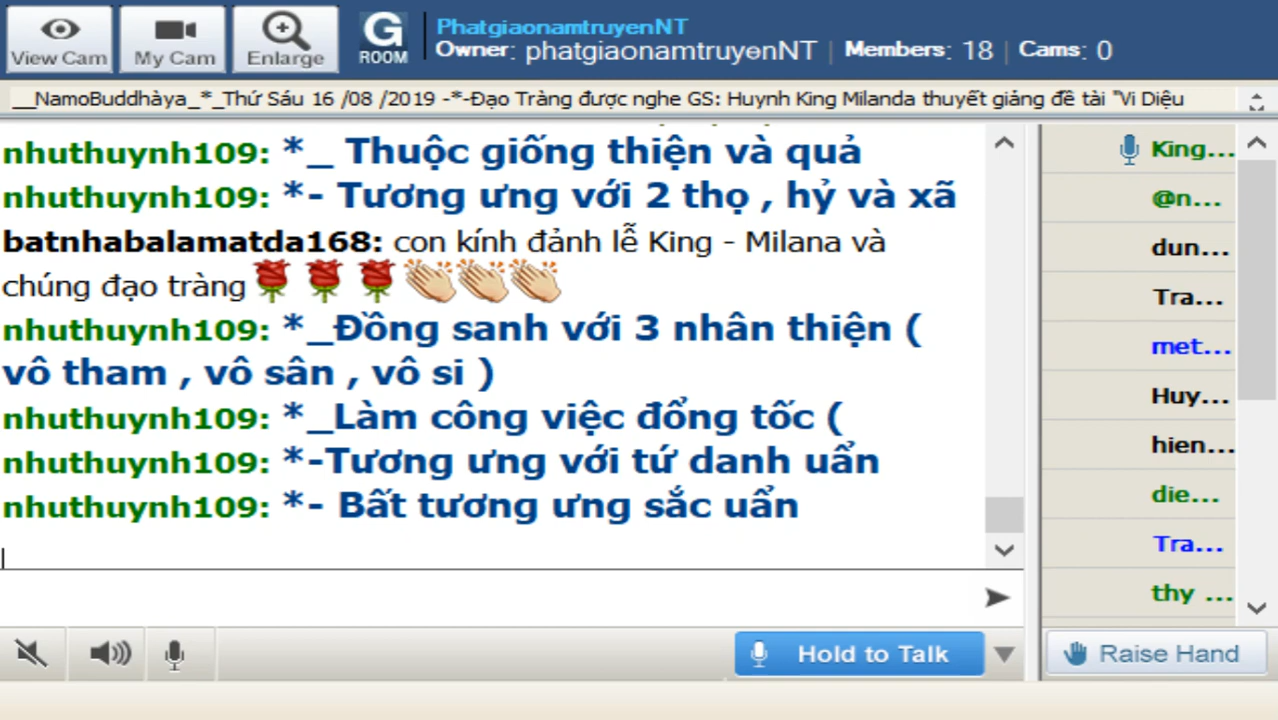 View Cam
My Cam
Enlarge
G
ROOM
PhatgiaonamtruyenNT
Owner: phatgiaonamtruyenNT | Members: 18 | Cams: 0
__NamoBuddhàya_*_Thứ Sáu 16 /08 /2019 -*-Đạo Tràng được nghe GS: Huynh King Milanda thuyết giảng đề tài "Vi Diệu
nhuthuynh109: *_ Thuộc giống thiện và quả
nhuthuynh109: *- Tương ưng với 2 thọ , hỷ và xã
batnhabalamatda168: con kính đảnh lễ King - Milana và
chúng đạo tràng🌹🌹🌹👏👏👏
nhuthuynh109: *_Đồng sanh với 3 nhân thiện (
vô tham , vô sân , vô si )
nhuthuynh109: *_Làm công việc đổng tốc (
nhuthuynh109: *-Tương ưng với tứ danh uẩn
nhuthuynh109: *- Bất tương ưng sắc uẩn
King...
@n...
dun...
Tra...
met...
Huy...
hien...
die...
Tra...
thy ...
Hold to Talk
Raise Hand